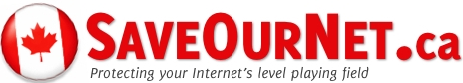 SAVEOURNET.ca
Protecting your Internet's level playing field